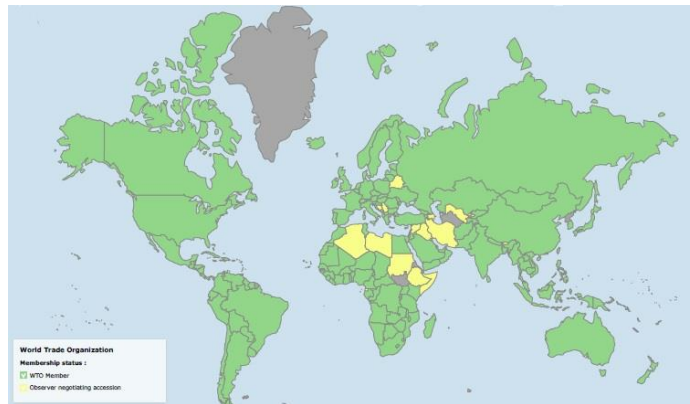 World Trade Organization
Membership status :
WTO Member
Observer negotiating accession